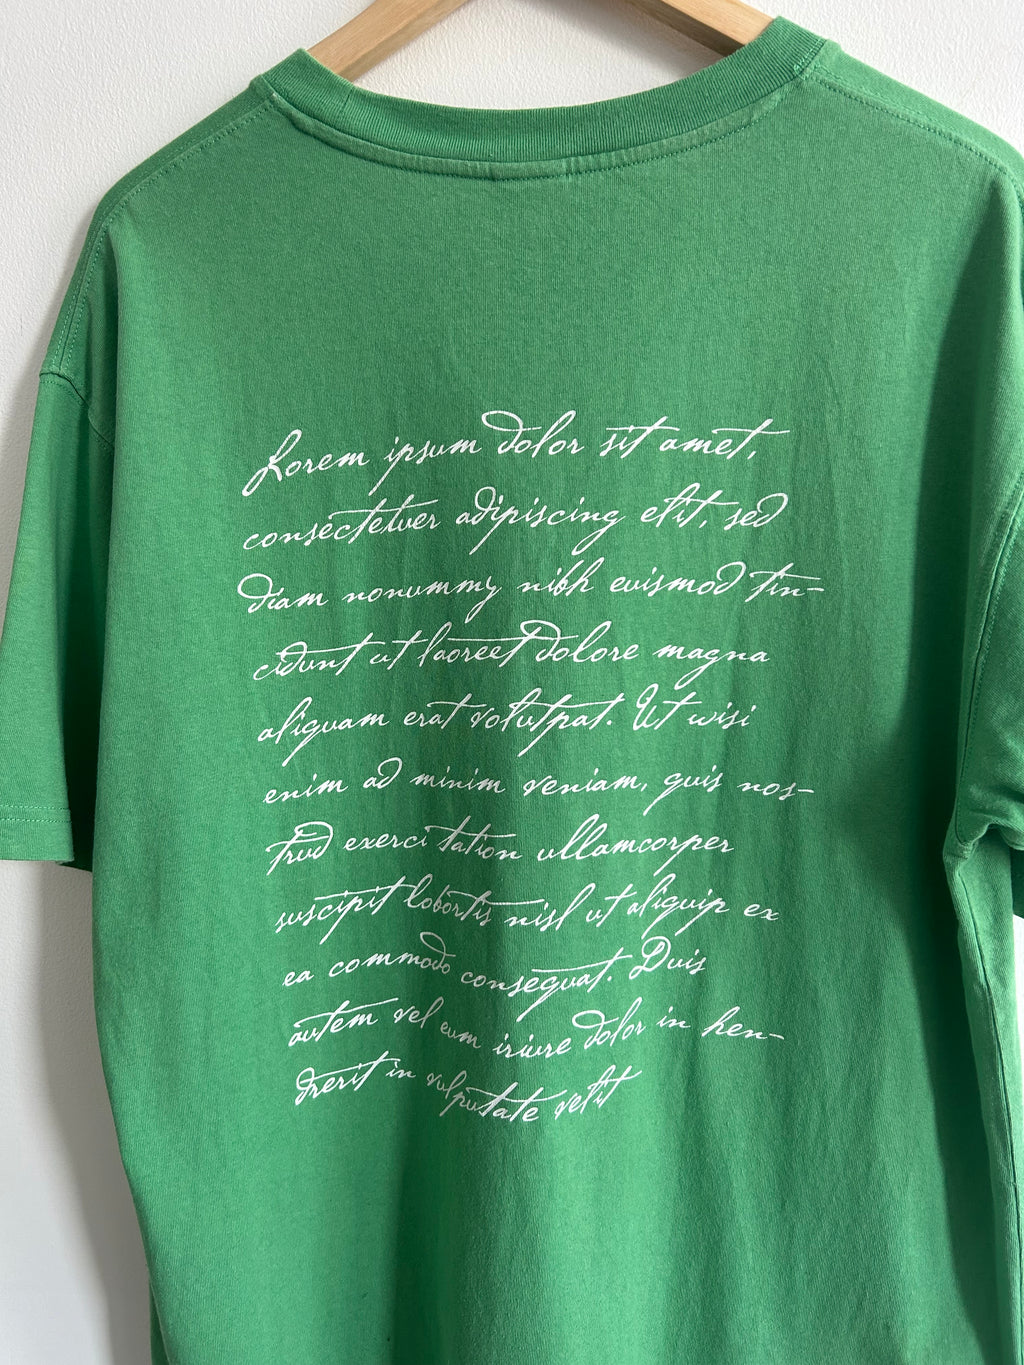 Lorem ipsum dolor sit amet,
consectetuer adipiscing elit, sed
diam nonummy nibh euismod tin-
cidunt ut laoreet dolore magna
aliquam erat volutpat. Ut wisi
enim ad minim veniam, quis nos-
trud exerci tation ullamcorper
suscipit lobortis nisl ut aliquip ex
ea commodo consequat. Duis
autem vel eum iriure dolor in hen-
drerit in vulputate velit